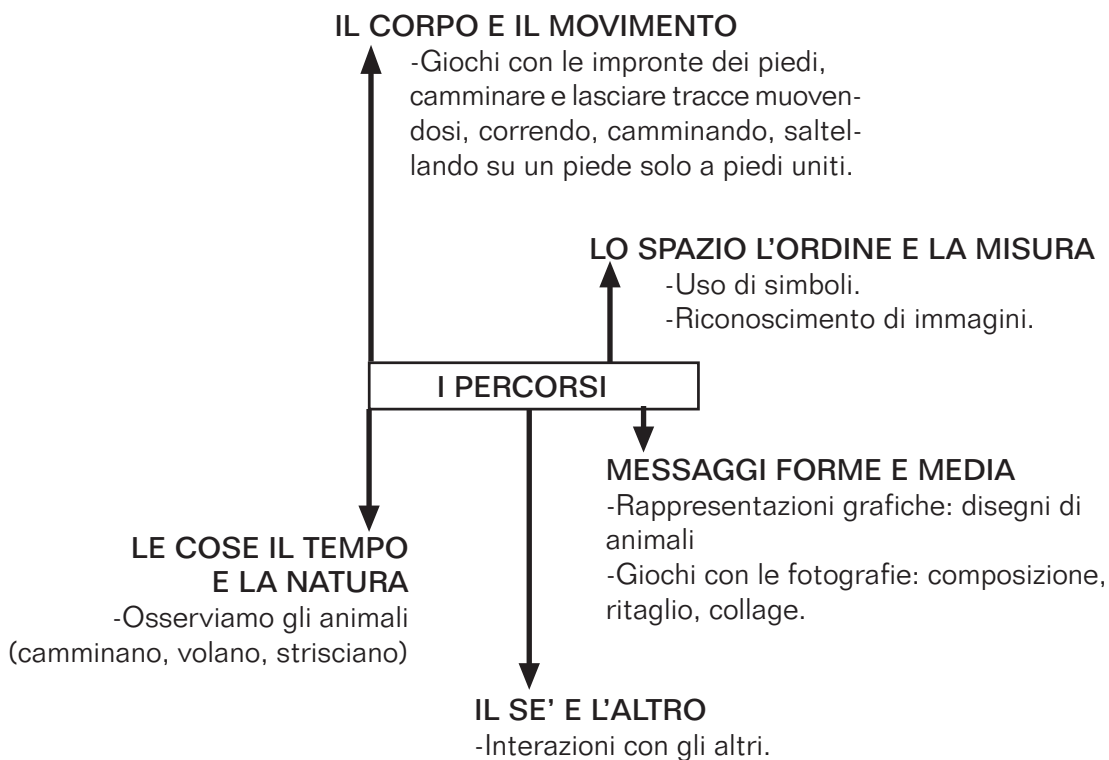 IL CORPO E IL MOVIMENTO
-Giochi con le impronte dei piedi,
camminare e lasciare tracce muoven-
dosi, correndo, camminando, saltel-
lando su un piede solo a piedi uniti.
LO SPAZIO L’ORDINE E LA MISURA
-Uso di simboli.
-Riconoscimento di immagini.
I PERCORSI
MESSAGGI FORME E MEDIA
-Rappresentazioni grafiche: disegni di
animali
-Giochi con le fotografie: composizione,
ritaglio, collage.
LE COSE IL TEMPO
E LA NATURA
-Osserviamo gli animali
(camminano, volano, strisciano)
IL SE’ E L’ALTRO
-Interazioni con gli altri.